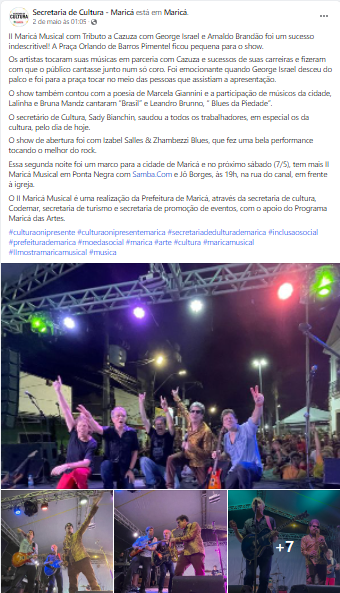 CULTURA
Secretaria de Cultura - Maricá está em Maricá.
2 de maio às 01:05 ·
II Maricá Musical com Tributo a Cazuza com George Israel e Arnaldo Brandão foi um sucesso
indescritível! A Praça Orlando de Barros Pimentel ficou pequena para o show.
Os artistas tocaram suas músicas em parceria com Cazuza e sucessos de suas carreiras e fizeram
com que o público cantasse junto num só coro. Foi emocionante quando George Israel desceu do
palco e foi para a praça tocar no meio das pessoas que assistiam a apresentação.
O show também contou com a poesia de Marcela Giannini e a participação de músicos da cidade,
Lalinha e Bruna Mandz cantaram "Brasil" e Leandro Brunno, " Blues da Piedade".
O secretário de Cultura, Sady Bianchin, saudou a todos os trabalhadores, em especial os da
cultura, pelo dia de hoje.
O show de abertura foi com Izabel Salles & Zhambezzi Blues, que fez uma bela performance
tocando o melhor do rock.
Essa segunda noite foi um marco para a cidade de Maricá e no próximo sábado (7/5), tem mais II
Maricá Musical em Ponta Negra com Samba.Com e Jô Borges, às 19h, na rua do canal, em frente
à igreja.
O II Maricá Musical é uma realização da Prefeitura de Maricá, através da secretaria de cultura,
Codemar, secretaria de turismo e secretaria de promoção de eventos, com o apoio do Programa
Maricá das Artes.
#culturaonipresente #culturaonipresentemarica #secretariadeculturademarica #inclusaosocial
#prefeiturademarica #moedasocial #marica #arte #cultura #maricamusical
#IImostramaricamusical #musica
+7